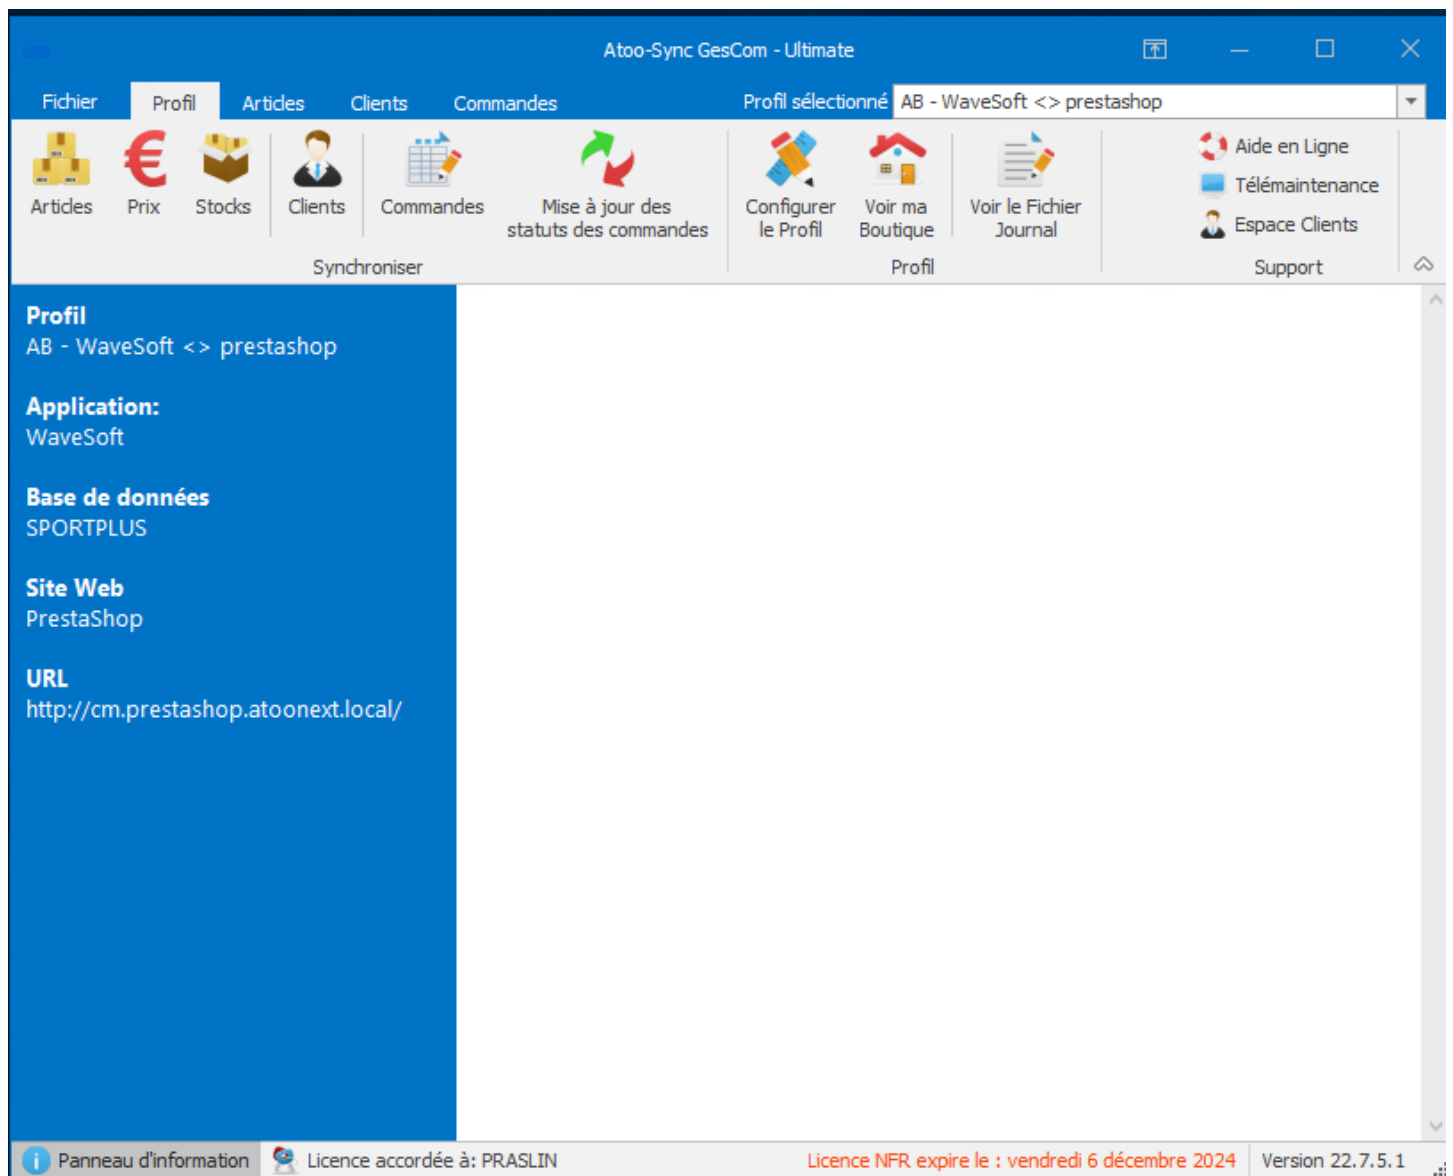 Atoo-Sync GesCom - Ultimate
Fichier Profil Articles Clients Commandes Profil sélectionné AB - WaveSoft <> prestashop
Articles Prix Stocks Clients Commandes Mise à jour des statuts des commandes Configurer le Profil Voir ma Boutique Voir le Fichier Journal
Aide en Ligne
Télémaintenance
Espace Clients
Synchroniser Profil Support
Profil
AB - WaveSoft <> prestashop
Application:
WaveSoft
Base de données
SPORTPLUS
Site Web
PrestaShop
URL
http://cm.prestashop.atoonext.local/
Panneau d'information Licence accordée à: PRASLIN Licence NFR expire le : vendredi 6 décembre 2024 Version 22.7.5.1